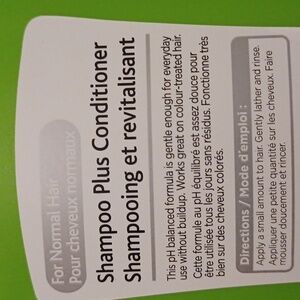 For Normal Hair
Pour cheveux normaux
Shampoo Plus Conditioner
Shampooing et revitalisant
This pH balanced formula is gentle enough for everyday
use without buildup. Works great on colour-treated hair.
Cette formule au pH équilibré est assez douce pour
être utilisée tous les jours sans résidus. Fonctionne très
bien sur des cheveux colorés.
Directions / Mode d'emploi :
Apply a small amount to hair. Gently lather and rinse.
Appliquer une petite quantité sur les cheveux. Faire
mousser doucement et rincer.